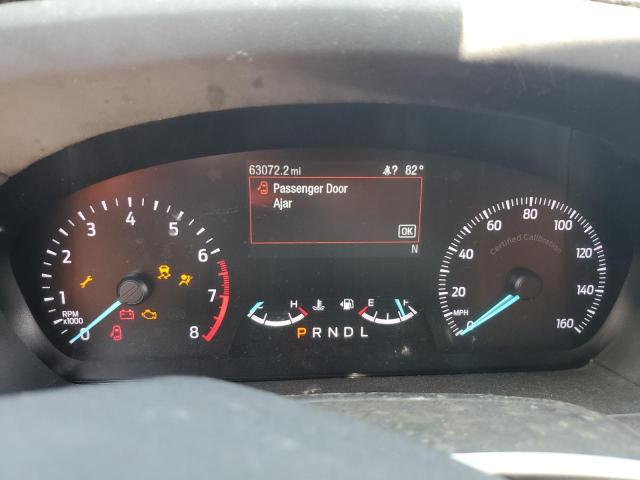 63072.2 mi ? 82°
Passenger Door
Ajar
OK
N
0 1 2 3 4 5 6 7 8
RPM
x1000
H E F
P R N D L
0 20 40 60 80 100 120 140 160
MPH
Certified Calibration